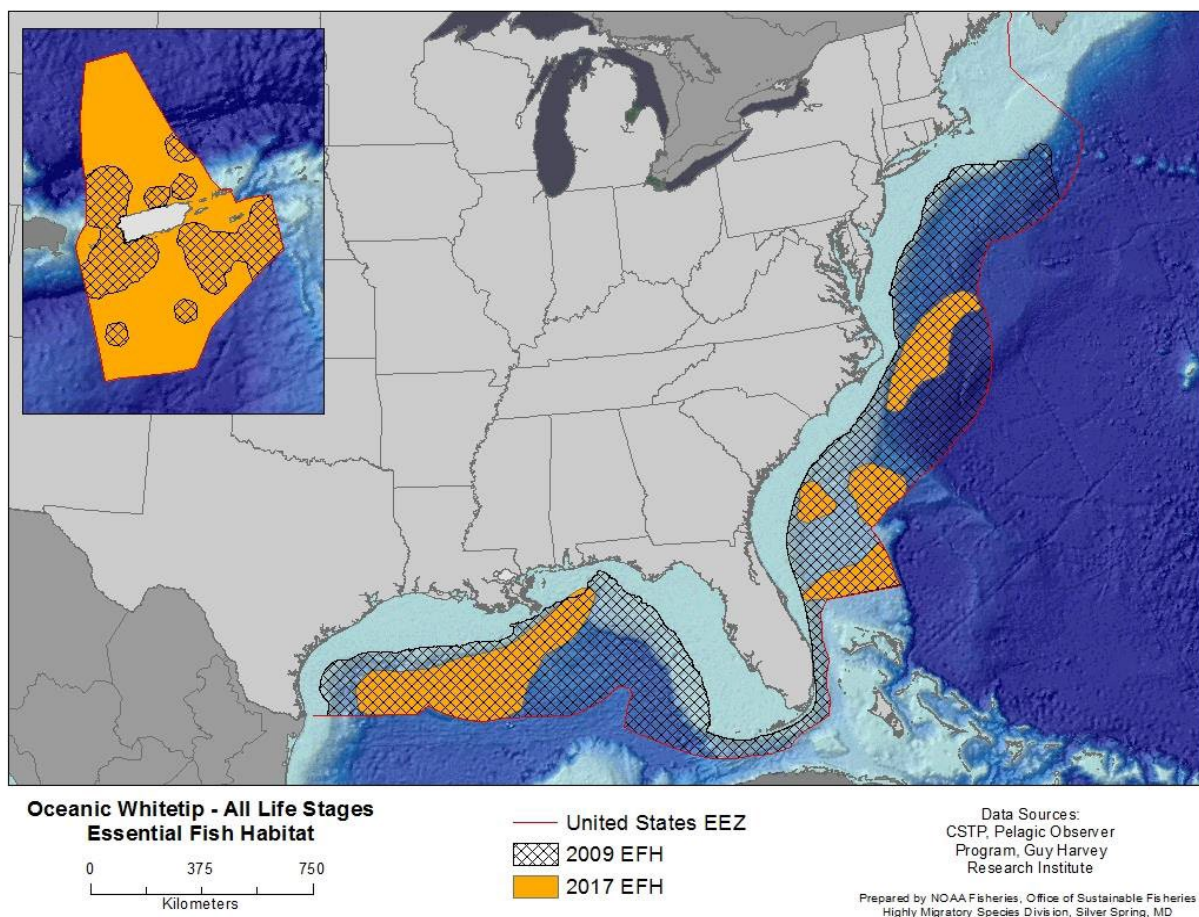 Oceanic Whitetip - All Life Stages
Essential Fish Habitat
0 375 750
Kilometers
United States EEZ
2009 EFH
2017 EFH
Data Sources:
CSTP, Pelagic Observer
Program, Guy Harvey
Research Institute
Prepared by NOAA Fisheries, Office of Sustainable Fisheries
Highly Migratory Species Division, Silver Spring, MD